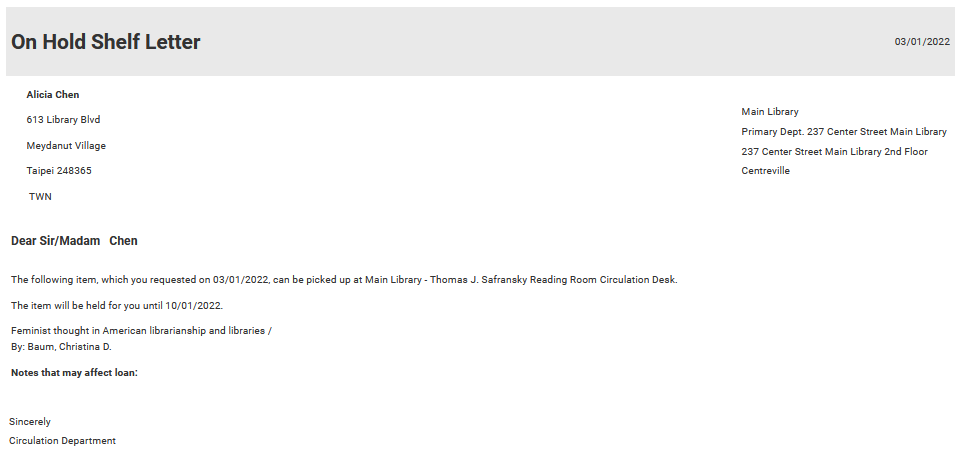 On Hold Shelf Letter
03/01/2022
Alicia Chen
613 Library Blvd
Meydanut Village
Taipei 248365
TWN
Main Library
Primary Dept. 237 Center Street Main Library
237 Center Street Main Library 2nd Floor
Centreville
Dear Sir/Madam Chen
The following item, which you requested on 03/01/2022, can be picked up at Main Library - Thomas J. Safransky Reading Room Circulation Desk.
The item will be held for you until 10/01/2022.
Feminist thought in American librarianship and libraries /
By: Baum, Christina D.
Notes that may affect loan:
Sincerely
Circulation Department